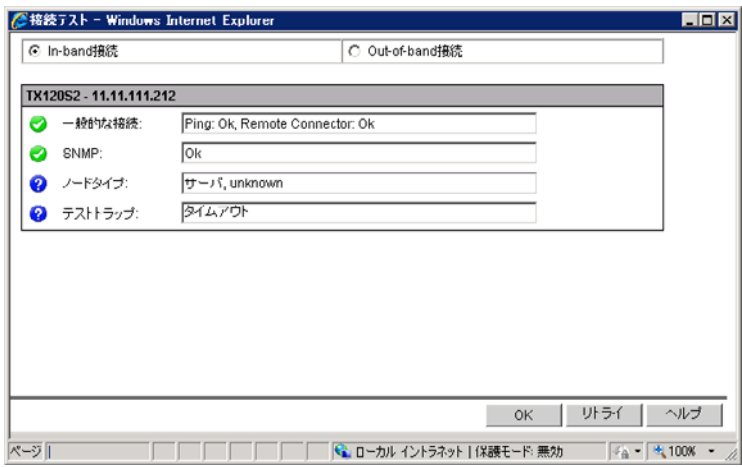 接続テスト - Windows Internet Explorer
In-band接続 Out-of-band接続
TX120S2 - 11.11.111.212
一般的な接続: Ping: Ok, Remote Connector: Ok
SNMP: Ok
ノードタイプ: サーバ, unknown
テストトラップ: タイムアウト
OK リトライ ヘルプ
ページ ローカル イントラネット | 保護モード: 無効 100%